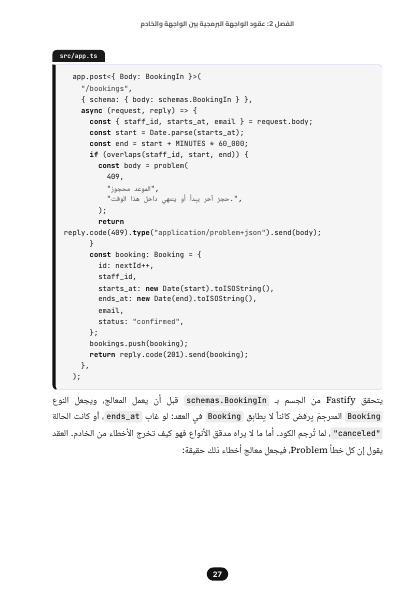 الفصل 2: عقود الواجهة البرمجية بين الواجهة والخادم
src/app.ts
app.post<{ Body: BookingIn }>(
"/bookings",
{ schema: { body: schemas.BookingIn } },
async (request, reply) => {
const { staff_id, starts_at, email } = request.body;
const start = Date.parse(starts_at);
const end = start + MINUTES * 60_000;
if (overlaps(staff_id, start, end)) {
const body = problem(
409,
"الموعد محجوز",
"حجز آخر يبدأ أو ينتهي داخل هذا الوقت.",
);
return
reply.code(409).type("application/problem+json").send(body);
}
const booking: Booking = {
id: nextId++,
staff_id,
starts_at: new Date(start).toISOString(),
ends_at: new Date(end).toISOString(),
email,
status: "confirmed",
};
bookings.push(booking);
return reply.code(201).send(booking);
},
);
يتحقق Fastify من الجسم بـ schemas.BookingIn قبل أن يعمل المعالج، ويجعل النوع
Booking المترجمَ يرفض كائناً لا يطابق Booking في العقد؛ لو غاب ends_at، أو كانت الحالة
"canceled"، لما تُرجم الكود. أما ما لا يراه مدقق الأنواع فهو كيف تخرج الأخطاء من الخادم. العقد
يقول إن كل خطأ Problem، فيجعل معالج أخطاء ذلك حقيقة:
27